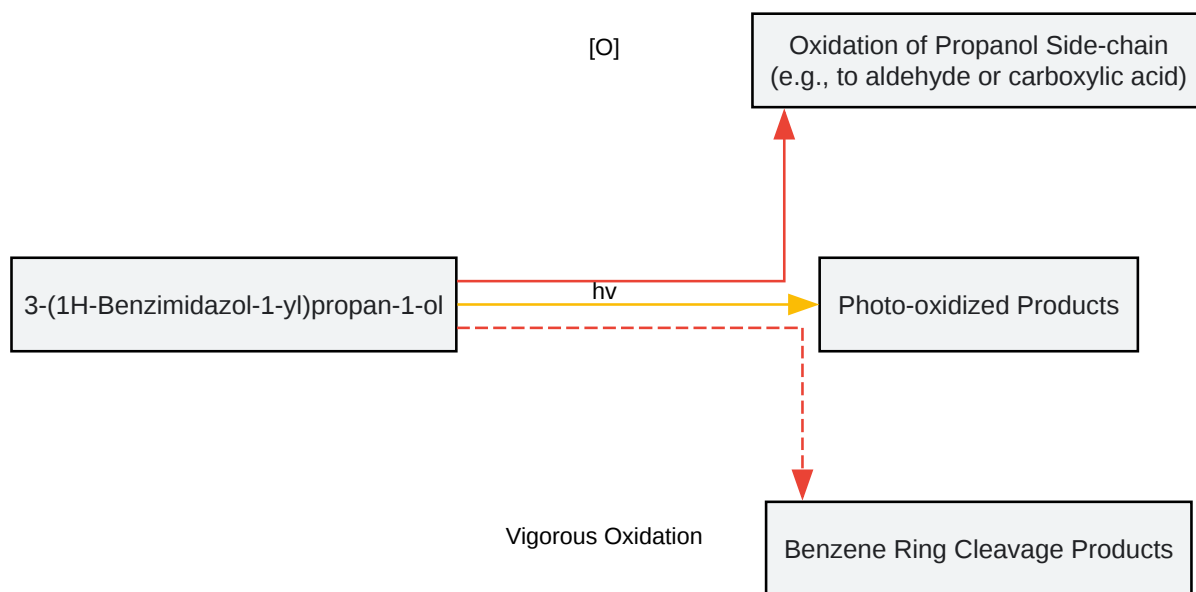 [O]
Oxidation of Propanol Side-chain
(e.g., to aldehyde or carboxylic acid)
3-(1H-Benzimidazol-1-yl)propan-1-ol
hv
Photo-oxidized Products
Vigorous Oxidation
Benzene Ring Cleavage Products